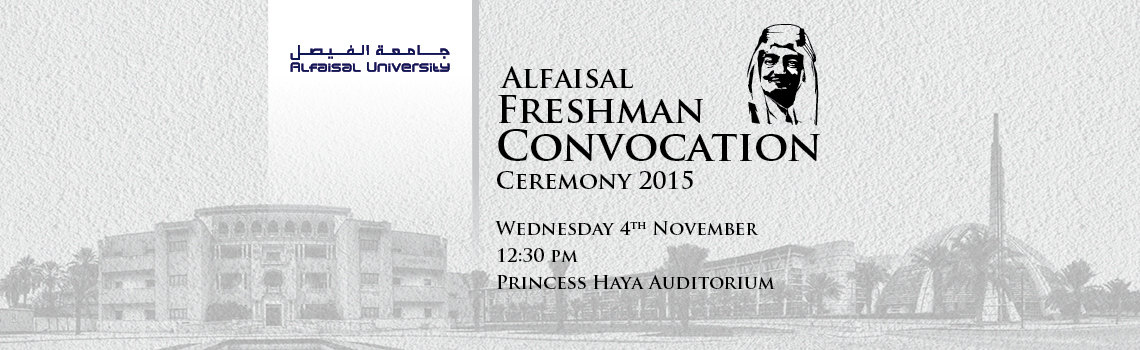 جامعة الفيصل
Alfaisal University
Alfaisal
Freshman
Convocation
Ceremony 2015
Wednesday 4th November
12:30 pm
Princess Haya Auditorium